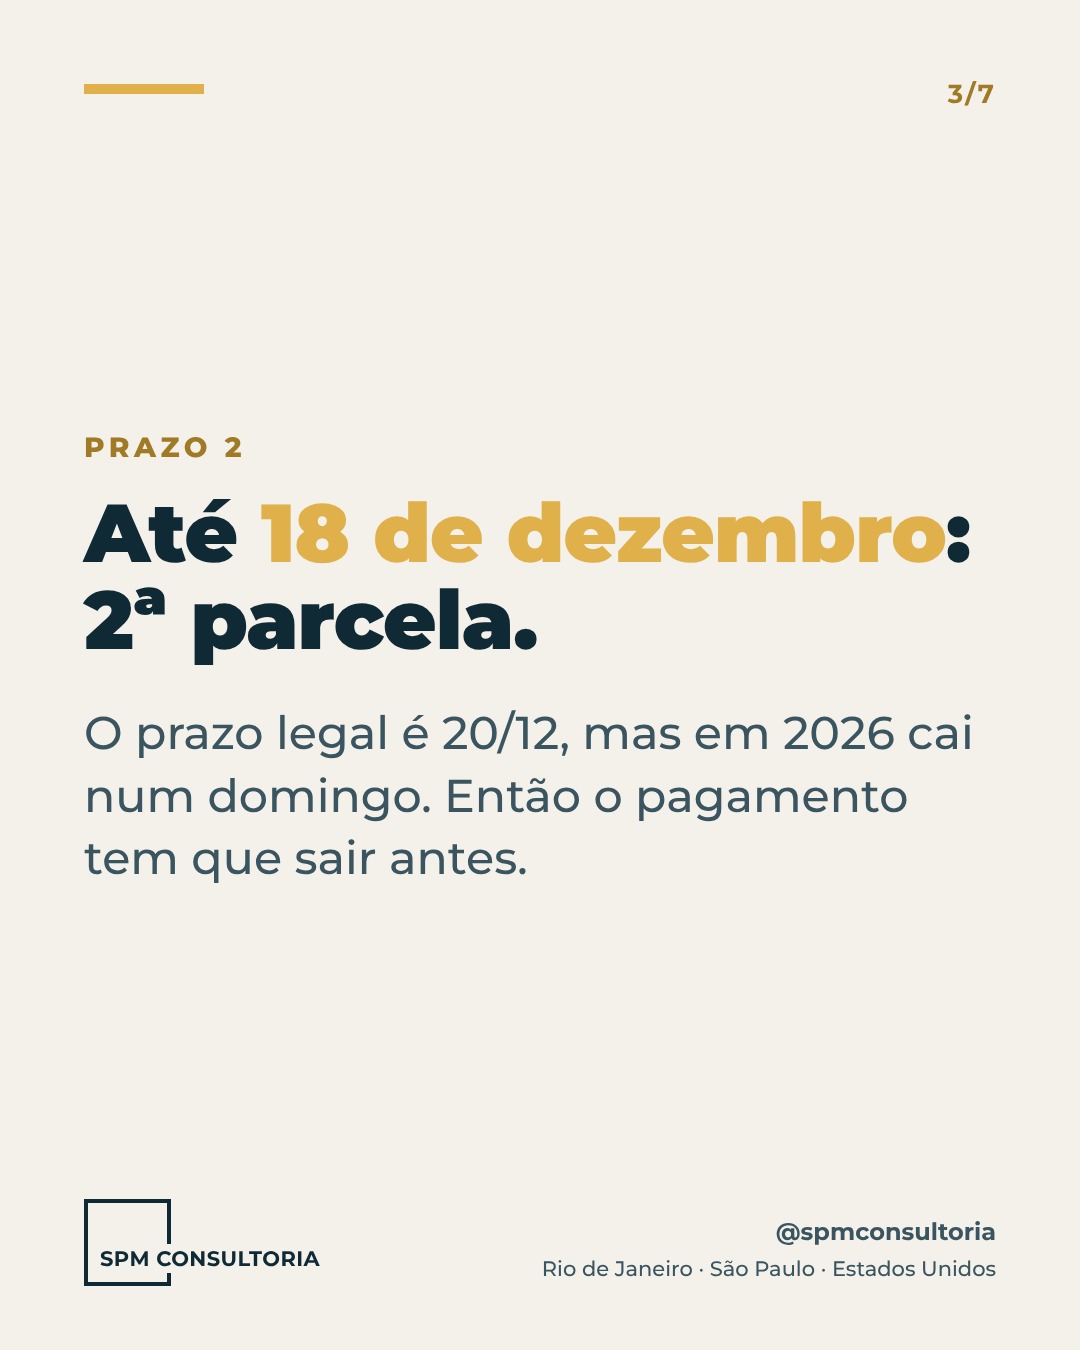 3/7
PRAZO 2
Até 18 de dezembro:
2ª parcela.
O prazo legal é 20/12, mas em 2026 cai
num domingo. Então o pagamento
tem que sair antes.
SPM CONSULTORIA
@spmconsultoria
Rio de Janeiro · São Paulo · Estados Unidos